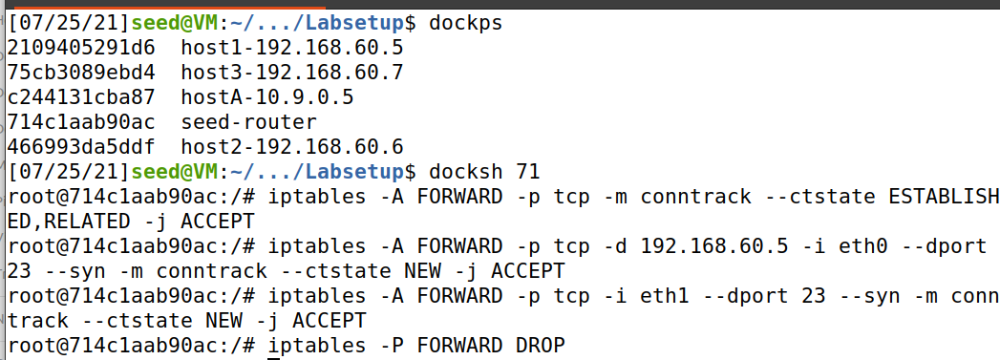 [07/25/21]seed@VM:~/.../Labsetup$ dockps
2109405291d6  host1-192.168.60.5
75cb3089ebd4  host3-192.168.60.7
c244131cba87  hostA-10.9.0.5
714c1aab90ac  seed-router
466993da5ddf  host2-192.168.60.6
[07/25/21]seed@VM:~/.../Labsetup$ docksh 71
root@714c1aab90ac:/# iptables -A FORWARD -p tcp -m conntrack --ctstate ESTABLISH
ED,RELATED -j ACCEPT
root@714c1aab90ac:/# iptables -A FORWARD -p tcp -d 192.168.60.5 -i eth0 --dport
23 --syn -m conntrack --ctstate NEW -j ACCEPT
root@714c1aab90ac:/# iptables -A FORWARD -p tcp -i eth1 --dport 23 --syn -m conn
track --ctstate NEW -j ACCEPT
root@714c1aab90ac:/# iptables -P FORWARD DROP